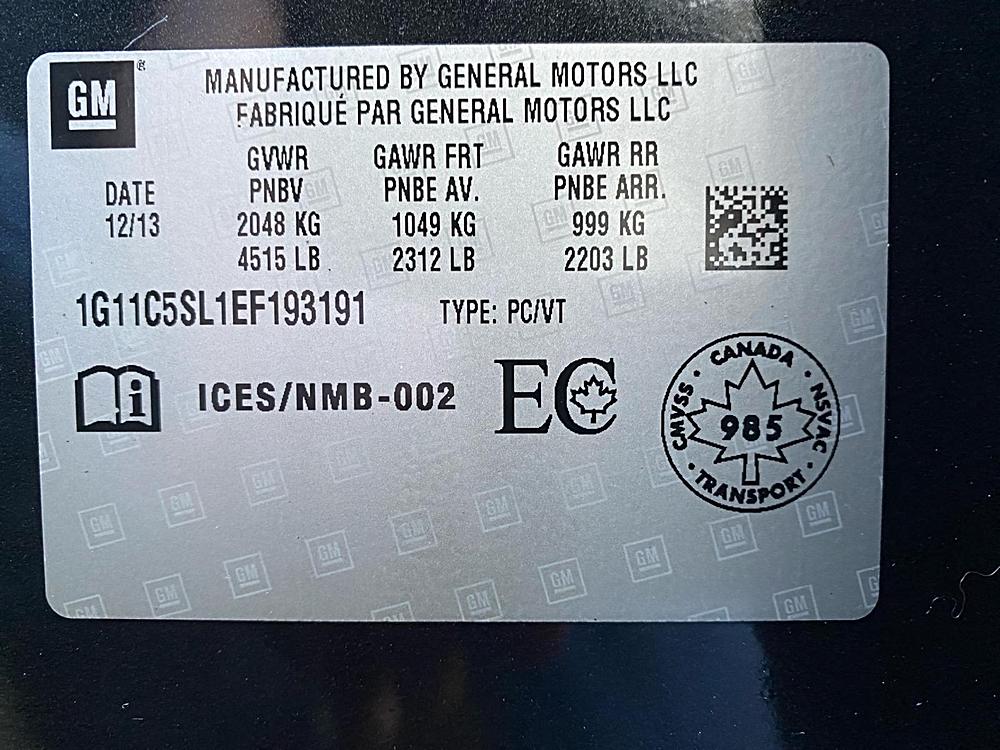 GM ®
MANUFACTURED BY GENERAL MOTORS LLC
FABRIQUÉ PAR GENERAL MOTORS LLC
DATE
12/13
GVWR
PNBV
2048 KG
4515 LB
GAWR FRT
PNBE AV.
1049 KG
2312 LB
GAWR RR
PNBE ARR.
999 KG
2203 LB
1G11C5SL1EF193191
TYPE: PC/VT
i
ICES/NMB-002
EC
CANADA
CMVSS
985
NSVAC
TRANSPORT